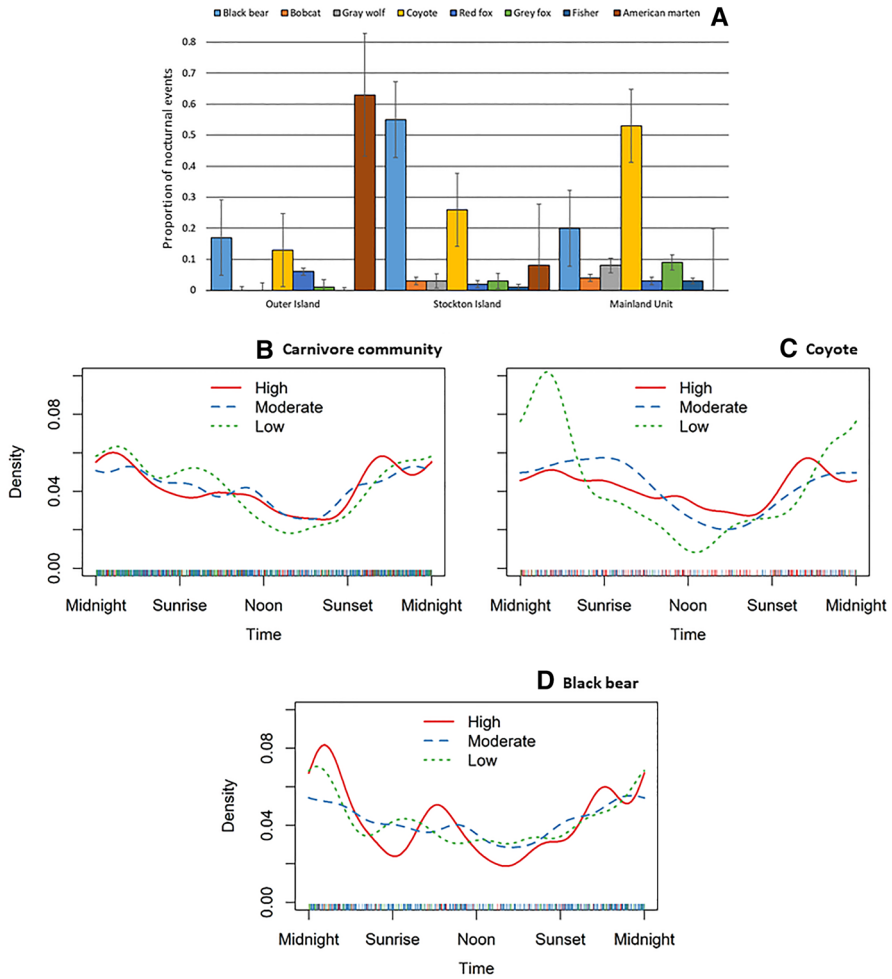 Black bear Bobcat Gray wolf Coyote Red fox Grey fox Fisher American marten A
Proportion of nocturnal events
0.8
0.7
0.6
0.5
0.4
0.3
0.2
0.1
0
Outer Island Stockton Island Mainland Unit
B Carnivore community
High
Moderate
Low
Density
0.08
0.04
0.00
Midnight Sunrise Noon Sunset Midnight
Time
C Coyote
High
Moderate
Low
Midnight Sunrise Noon Sunset Midnight
Time
D Black bear
High
Moderate
Low
Density
0.08
0.04
0.00
Midnight Sunrise Noon Sunset Midnight
Time